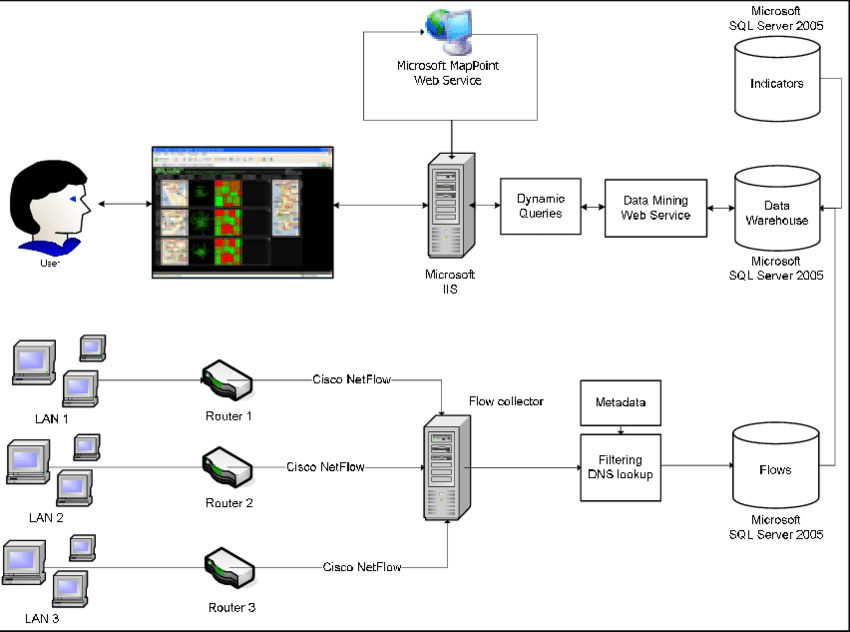 Microsoft
SQL Server 2005
Indicators
Microsoft MapPoint
Web Service
User
Microsoft
IIS
Dynamic
Queries
Data Mining
Web Service
Data
Warehouse
Microsoft
SQL Server 2005
LAN 1
Router 1
Cisco NetFlow
LAN 2
Router 2
Cisco NetFlow
LAN 3
Router 3
Cisco NetFlow
Flow collector
Metadata
Filtering
DNS lookup
Flows
Microsoft
SQL Server 2005